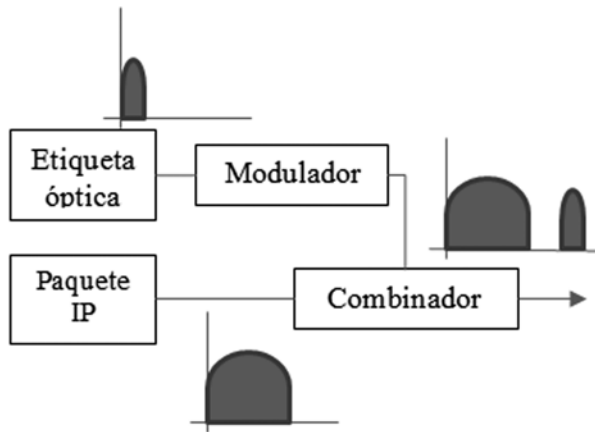 Etiqueta
óptica
Modulador
Paquete
IP
Combinador